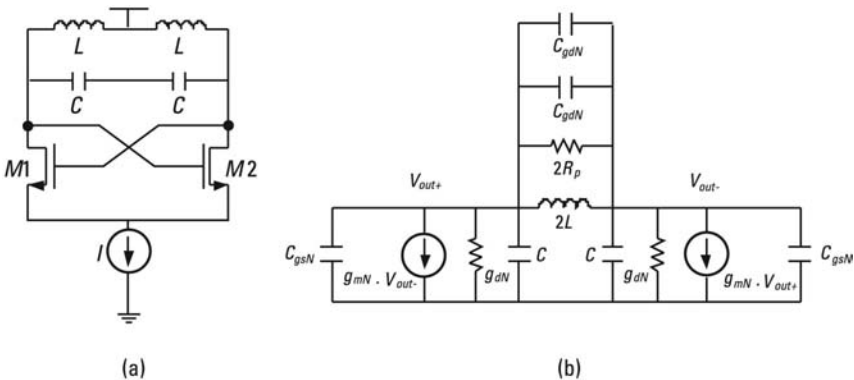 L L
C C
M1 M2
I
(a)
C_gdN
C_gdN
2R_p
V_out+ V_out-
2L
C_gsN g_mN . V_out- g_dN C C g_dN g_mN . V_out+ C_gsN
(b)